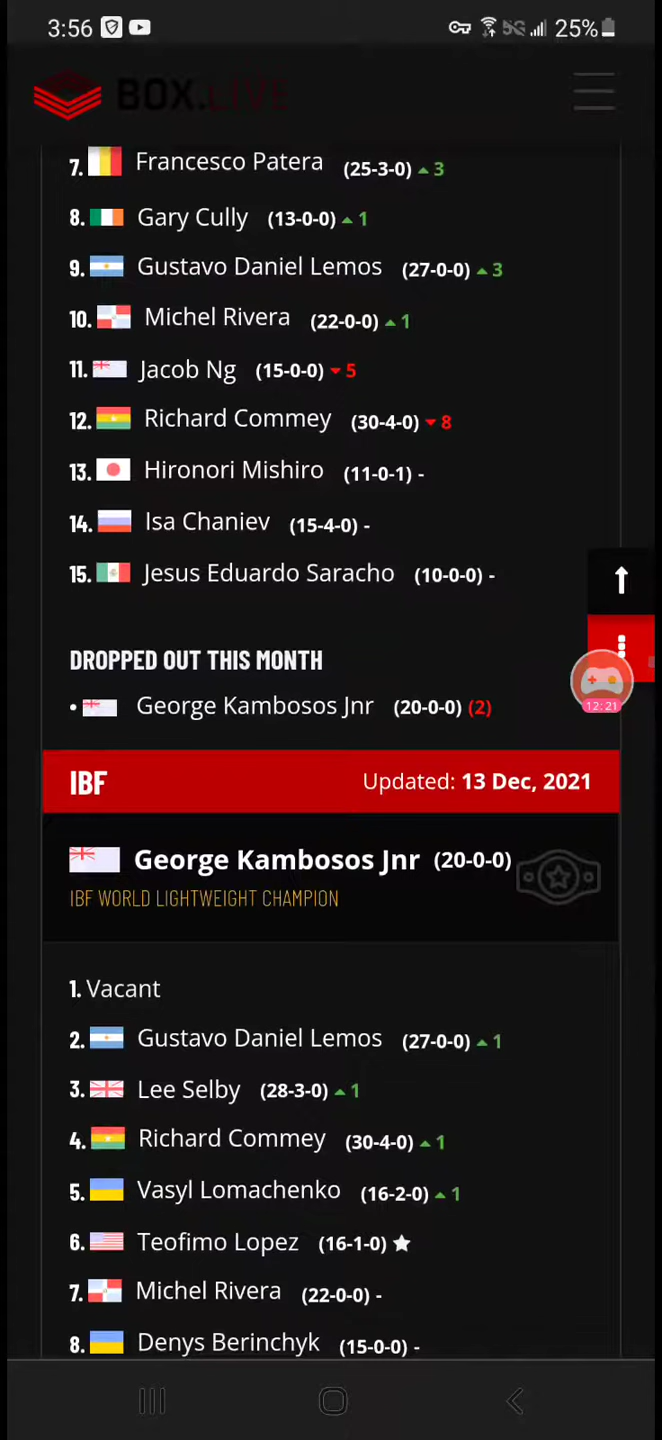 3:56 5G 25%
BOX.LIVE
7. Francesco Patera (25-3-0) ▲ 3
8. Gary Cully (13-0-0) ▲ 1
9. Gustavo Daniel Lemos (27-0-0) ▲ 3
10. Michel Rivera (22-0-0) ▲ 1
11. Jacob Ng (15-0-0) ▼ 5
12. Richard Commey (30-4-0) ▼ 8
13. Hironori Mishiro (11-0-1) -
14. Isa Chaniev (15-4-0) -
15. Jesus Eduardo Saracho (10-0-0) -
DROPPED OUT THIS MONTH
• George Kambosos Jnr (20-0-0) (2)
12:21
IBF Updated: 13 Dec, 2021
George Kambosos Jnr (20-0-0)
IBF WORLD LIGHTWEIGHT CHAMPION
1. Vacant
2. Gustavo Daniel Lemos (27-0-0) ▲ 1
3. Lee Selby (28-3-0) ▲ 1
4. Richard Commey (30-4-0) ▲ 1
5. Vasyl Lomachenko (16-2-0) ▲ 1
6. Teofimo Lopez (16-1-0) ★
7. Michel Rivera (22-0-0) -
8. Denys Berinchyk (15-0-0) -